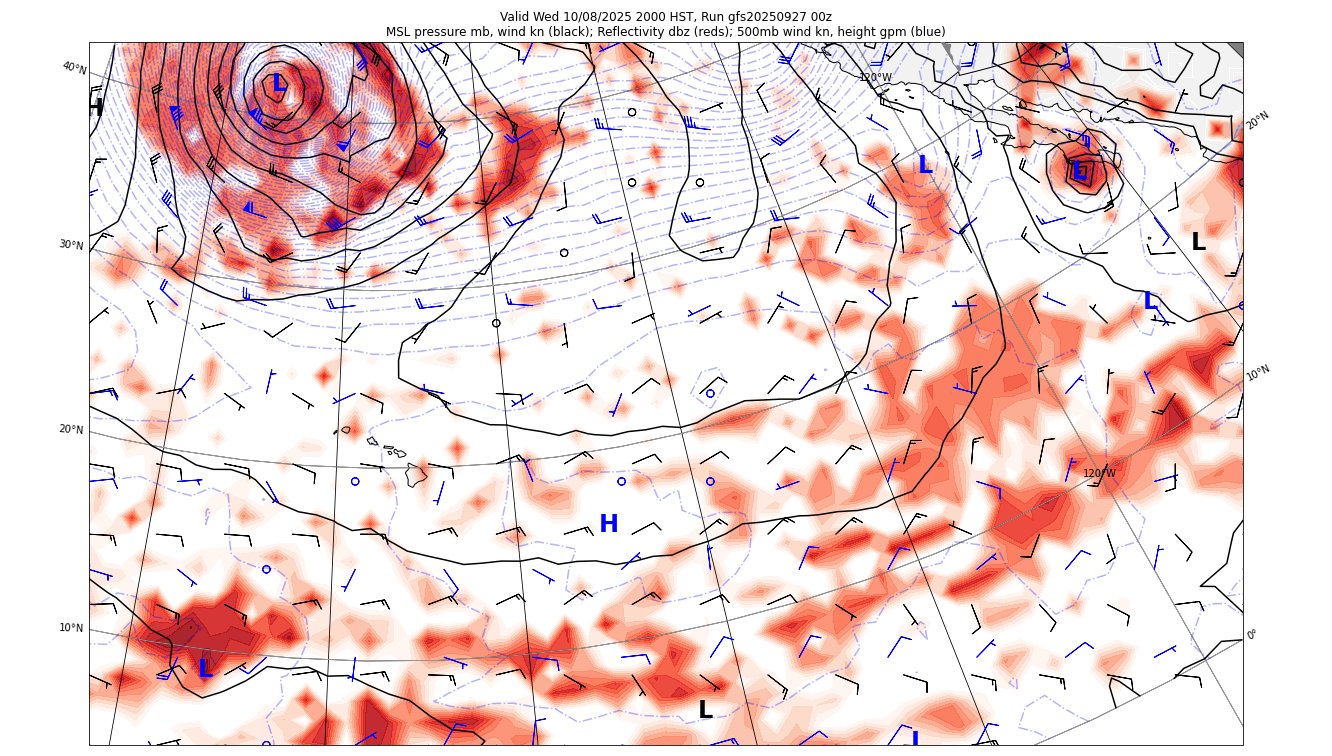 Valid Wed 10/08/2025 2000 HST, Run gfs20250927 00z
MSL pressure mb, wind kn (black); Reflectivity dbz (reds); 500mb wind kn, height gpm (blue)
40°N
120°W
L
H
20°N
L
L
30°N
L
L
10°N
20°N
120°W
H
10°N
0°
L
L
L